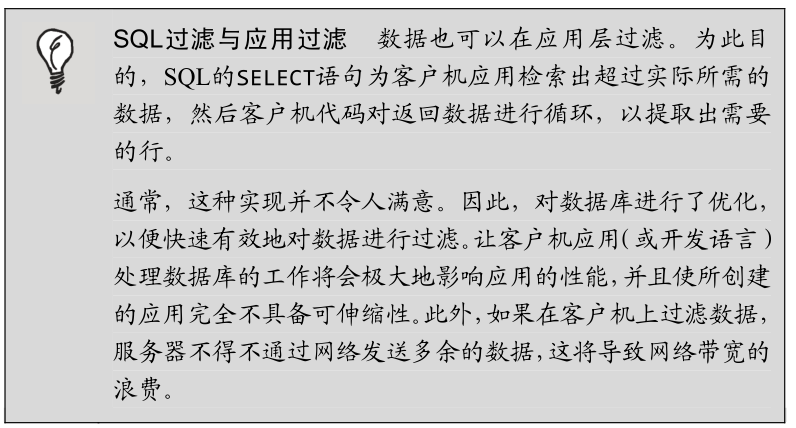 SQL过滤与应用过滤 数据也可以在应用层过滤。为此目
的，SQL的SELECT语句为客户机应用检索出超过实际所需的
数据，然后客户机代码对返回数据进行循环，以提取出需要
的行。
通常，这种实现并不令人满意。因此，对数据库进行了优化，
以便快速有效地对数据进行过滤。让客户机应用（或开发语言）
处理数据库的工作将会极大地影响应用的性能，并且使所创建
的应用完全不具备可伸缩性。此外，如果在客户机上过滤数据，
服务器不得不通过网络发送多余的数据，这将导致网络带宽的
浪费。